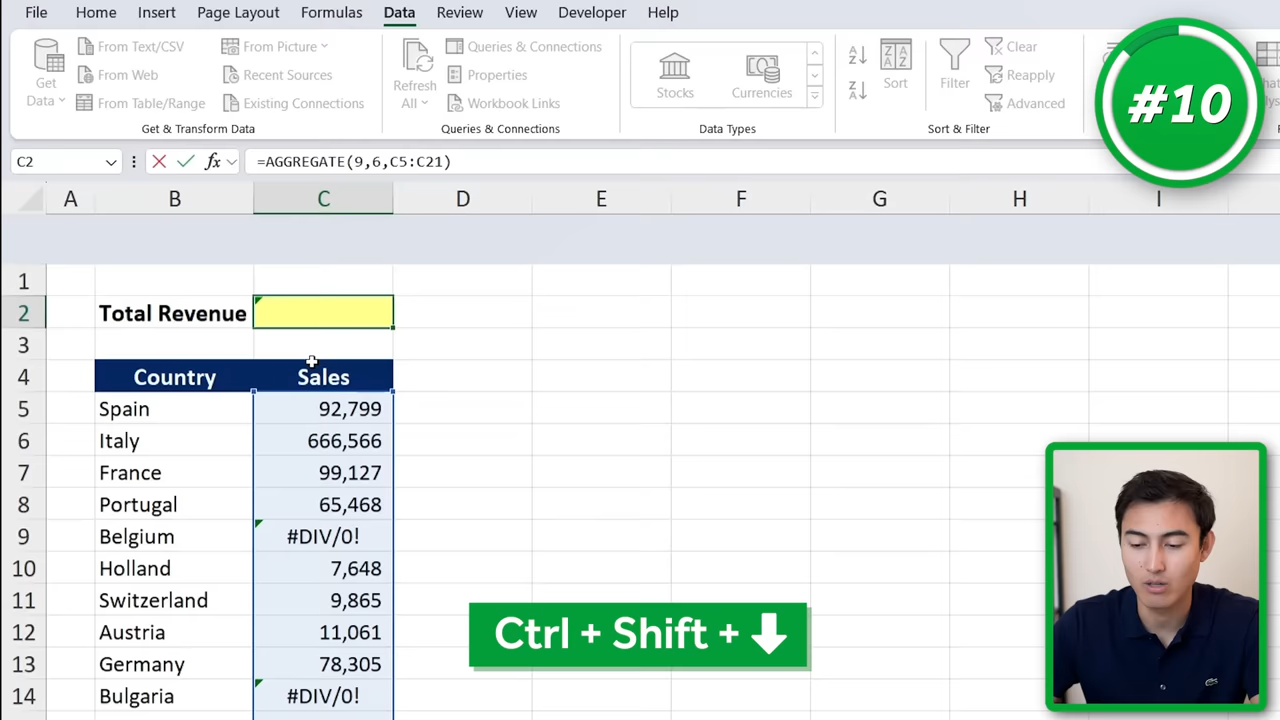 File Home Insert Page Layout Formulas Data Review View Developer Help
Get Data
From Text/CSV
From Web
From Table/Range
From Picture
Recent Sources
Existing Connections
Get & Transform Data
Refresh All
Queries & Connections
Properties
Workbook Links
Queries & Connections
Stocks
Currencies
Data Types
Sort
Filter
Clear
Reapply
Advanced
Sort & Filter
#10
C2 fx =AGGREGATE(9,6,C5:C21)
A B C D E F G H I
1
2 Total Revenue
3
4 Country Sales
5 Spain 92,799
6 Italy 666,566
7 France 99,127
8 Portugal 65,468
9 Belgium #DIV/0!
10 Holland 7,648
11 Switzerland 9,865
12 Austria 11,061
13 Germany 78,305
14 Bulgaria #DIV/0!
Ctrl + Shift + ↓